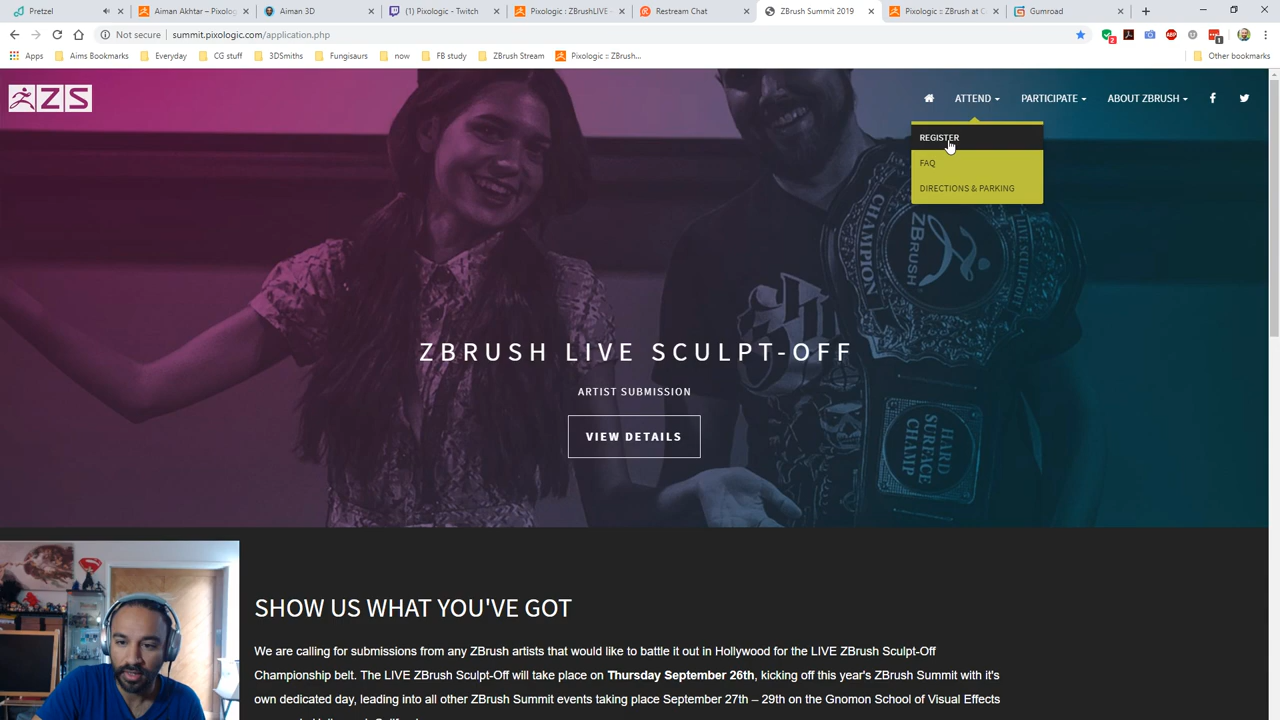 Pretzel
Aiman Akhtar – Pixolog
Aiman 3D
(1) Pixologic - Twitch
Pixologic : ZBrushLIVE -
Restream Chat
ZBrush Summit 2019
Pixologic :: ZBrush at C
Gumroad
Not secure
summit.pixologic.com/application.php
Apps
Aims Bookmarks
Everyday
CG stuff
3DSmiths
Fungisaurs
now
FB study
ZBrush Stream
Pixologic :: ZBrush...
Other bookmarks
ZS
ATTEND
PARTICIPATE
ABOUT ZBRUSH
REGISTER
FAQ
DIRECTIONS & PARKING
CHAMPION
ZBRUSH
LIVE SCULPT-OFF
HARD
SURFACE
CHAMP
ZBRUSH LIVE SCULPT-OFF
ARTIST SUBMISSION
VIEW DETAILS
SHOW US WHAT YOU'VE GOT
We are calling for submissions from any ZBrush artists that would like to battle it out in Hollywood for the LIVE ZBrush Sculpt-Off
Championship belt. The LIVE ZBrush Sculpt-Off will take place on Thursday September 26th, kicking off this year's ZBrush Summit with it's
own dedicated day, leading into all other ZBrush Summit events taking place September 27th – 29th on the Gnomon School of Visual Effects